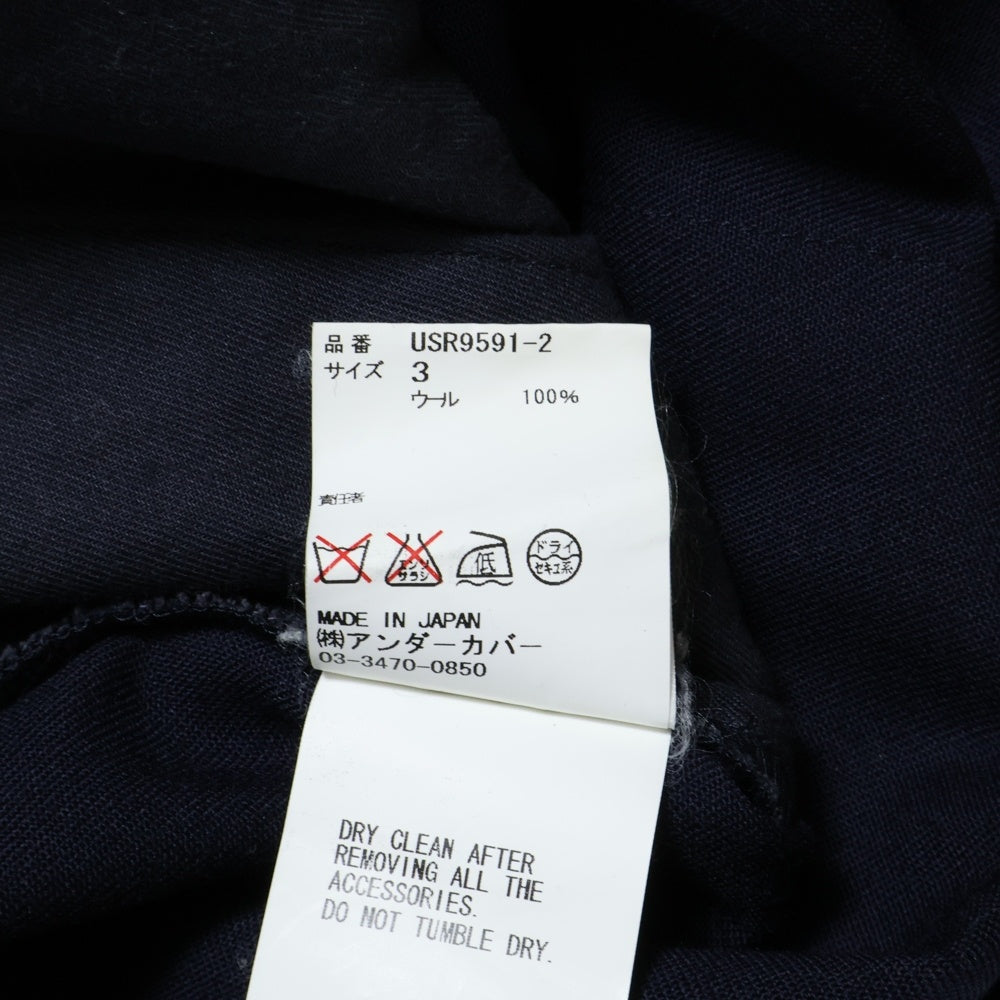 品番 USR9591-2
サイズ 3
ウール 100%
責任者
エンソ
サラシ
低
ドライ
セキユ系
MADE IN JAPAN
㈱アンダーカバー
03-3470-0850
DRY CLEAN AFTER
REMOVING ALL THE
ACCESSORIES.
DO NOT TUMBLE DRY.